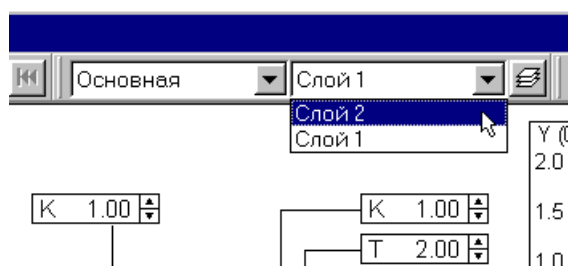 Основная Слой 1
Слой 2
Слой 1
Y (
2.0
K 1.00 K 1.00 1.5
T 2.00
1.0